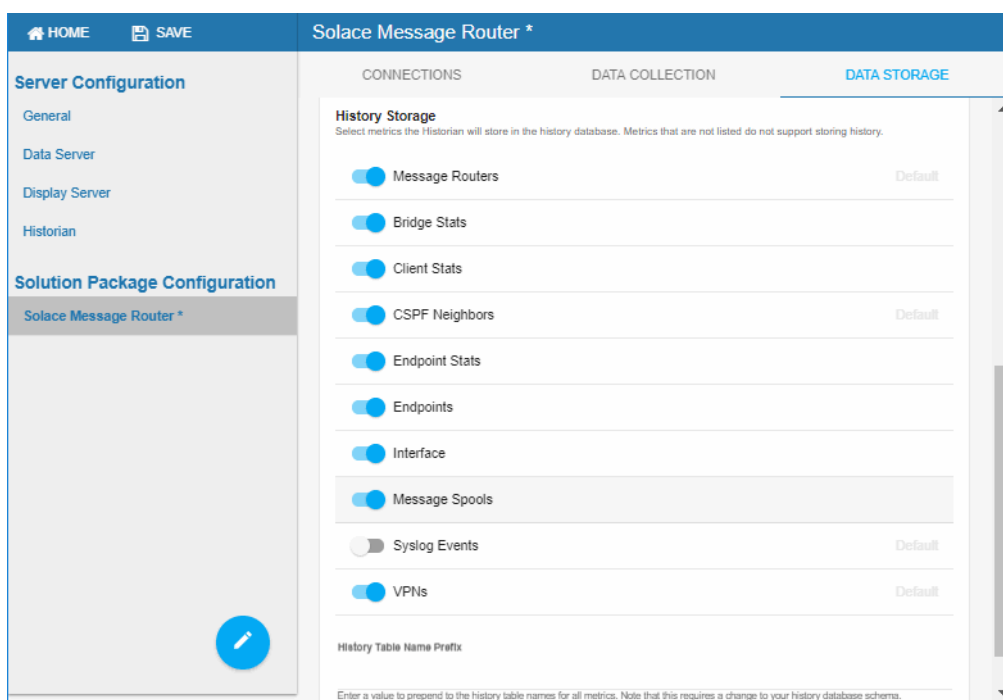 HOME SAVE Solace Message Router *
Server Configuration
General
Data Server
Display Server
Historian
Solution Package Configuration
Solace Message Router *
CONNECTIONS DATA COLLECTION DATA STORAGE
History Storage
Select metrics the Historian will store in the history database. Metrics that are not listed do not support storing history.
Message Routers Default
Bridge Stats
Client Stats
CSPF Neighbors Default
Endpoint Stats
Endpoints
Interface
Message Spools
Syslog Events Default
VPNs Default
History Table Name Prefix
Enter a value to prepend to the history table names for all metrics. Note that this requires a change to your history database schema.